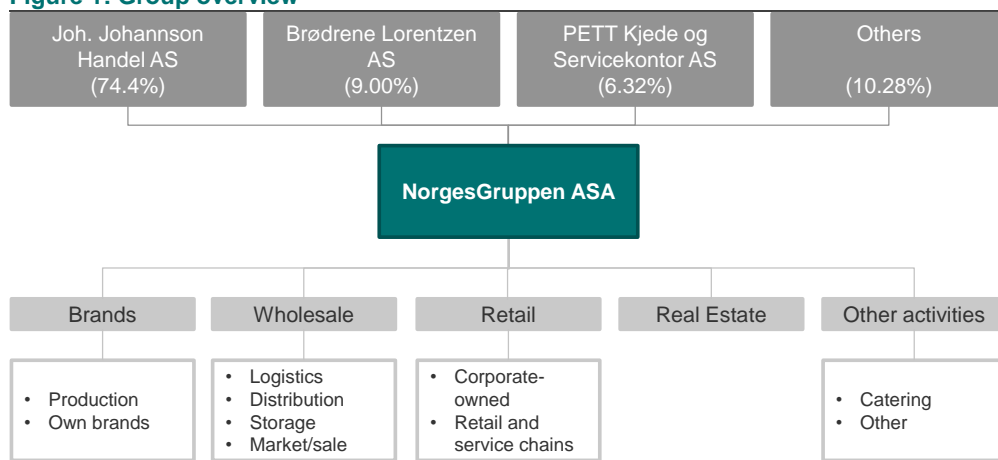 Figure 1: Group overview
Joh. Johannson
Handel AS
(74.4%)
Brødrene Lorentzen
AS
(9.00%)
PETT Kjede og
Servicekontor AS
(6.32%)
Others
(10.28%)
NorgesGruppen ASA
Brands
Wholesale
Retail
Real Estate
Other activities
• Production
• Own brands
• Logistics
• Distribution
• Storage
• Market/sale
• Corporate-
owned
• Retail and
service chains
• Catering
• Other